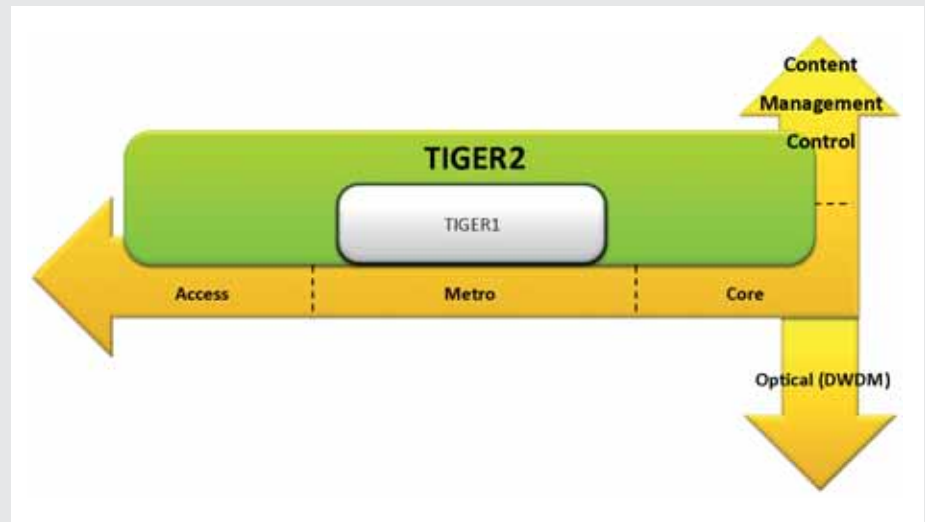 Content
Management
Control
TIGER2
TIGER1
Access Metro Core
Optical (DWDM)